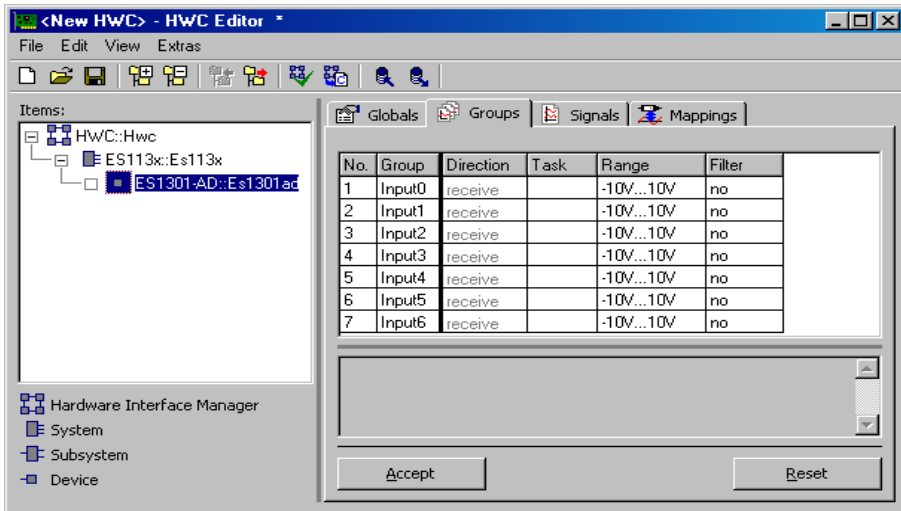 <New HWC> - HWC Editor *
File Edit View Extras
Items:
HWC::Hwc
ES113x::Es113x
ES1301-AD::Es1301ad
Hardware Interface Manager
System
Subsystem
Device
Globals Groups Signals Mappings
No. Group Direction Task Range Filter
1 Input0 receive -10V...10V no
2 Input1 receive -10V...10V no
3 Input2 receive -10V...10V no
4 Input3 receive -10V...10V no
5 Input4 receive -10V...10V no
6 Input5 receive -10V...10V no
7 Input6 receive -10V...10V no
Accept Reset